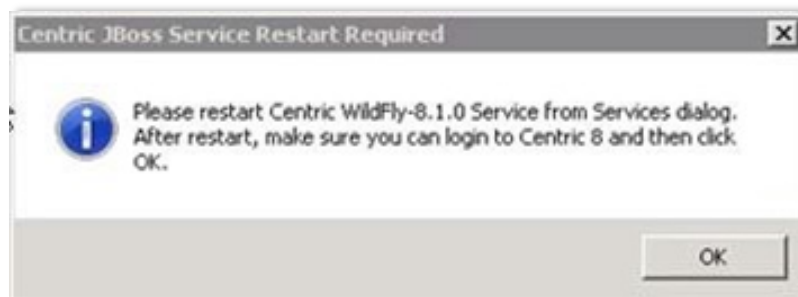 Centric JBoss Service Restart Required
Please restart Centric WildFly-8.1.0 Service from Services dialog.
After restart, make sure you can login to Centric 8 and then click
OK.
OK